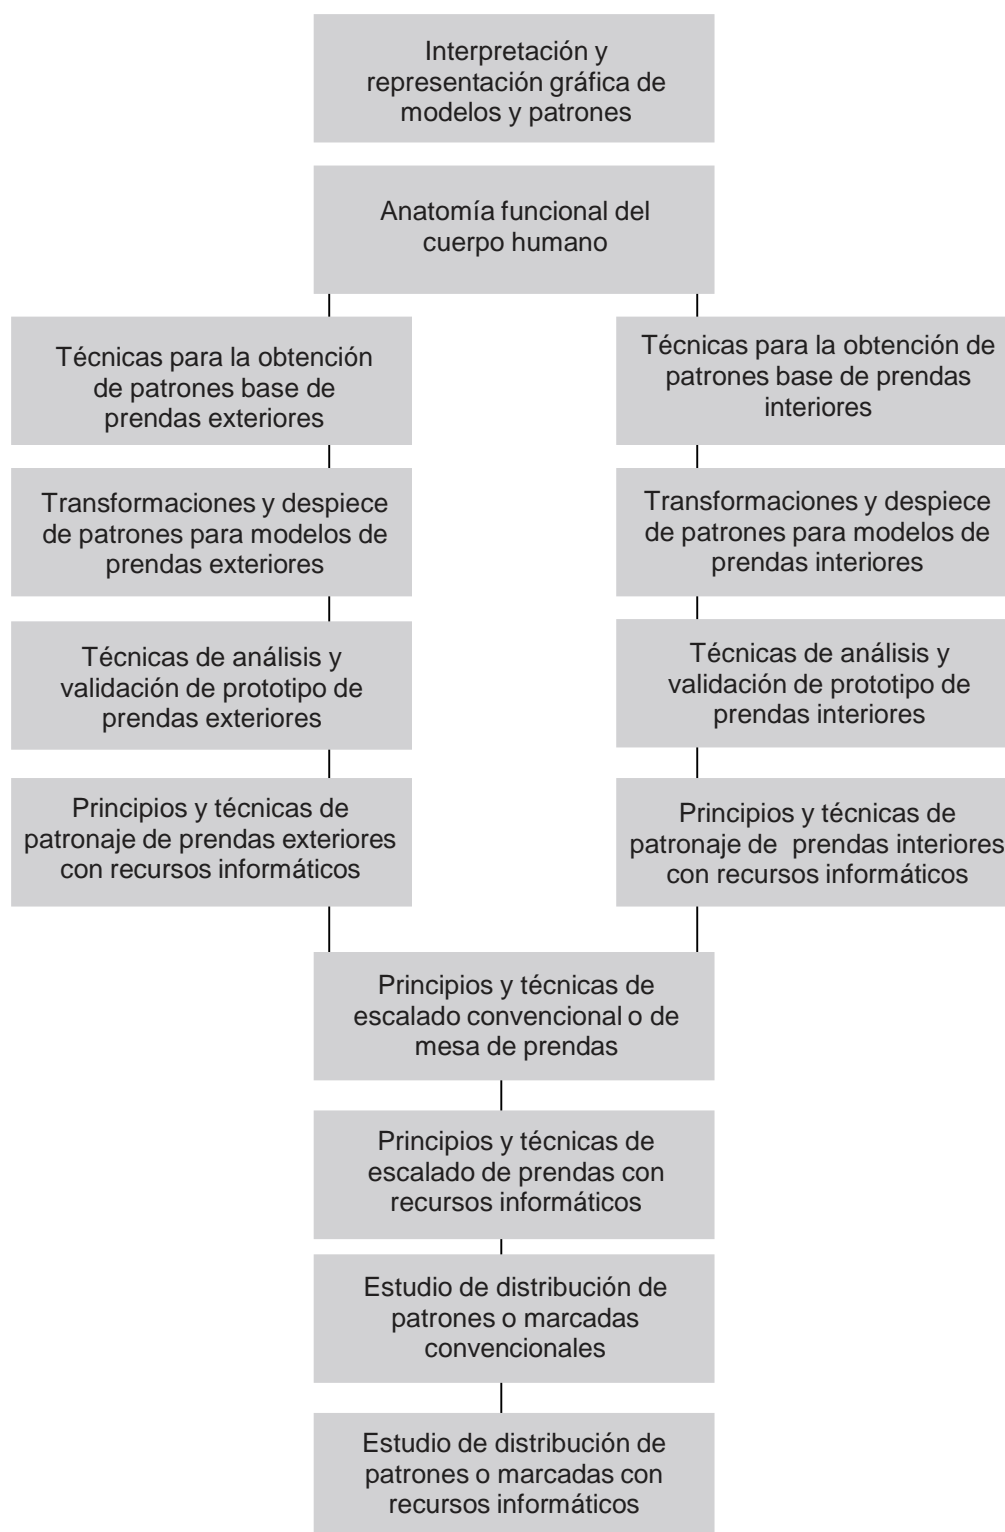 Interpretación y
representación gráfica de
modelos y patrones
Anatomía funcional del
cuerpo humano
Técnicas para la obtención
de patrones base de
prendas exteriores
Técnicas para la obtención de
patrones base de prendas
interiores
Transformaciones y despiece
de patrones para modelos de
prendas exteriores
Transformaciones y despiece
de patrones para modelos de
prendas interiores
Técnicas de análisis y
validación de prototipo de
prendas exteriores
Técnicas de análisis y
validación de prototipo de
prendas interiores
Principios y técnicas de
patronaje de prendas exteriores
con recursos informáticos
Principios y técnicas de
patronaje de prendas interiores
con recursos informáticos
Principios y técnicas de
escalado convencional o de
mesa de prendas
Principios y técnicas de
escalado de prendas con
recursos informáticos
Estudio de distribución de
patrones o marcadas
convencionales
Estudio de distribución de
patrones o marcadas con
recursos informáticos